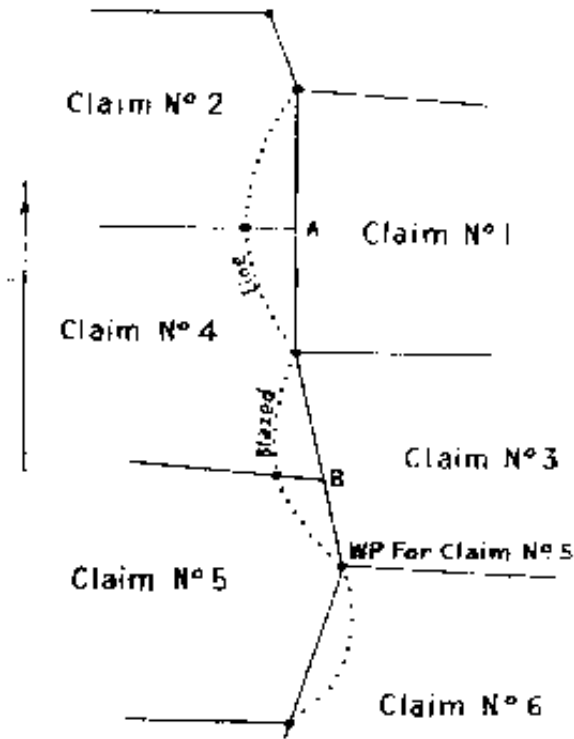 Claim Nº 2
A
Claim Nº 1
Line
Claim Nº 4
Blazed
Claim Nº 3
B
WP For Claim Nº 5
Claim Nº 5
Claim Nº 6